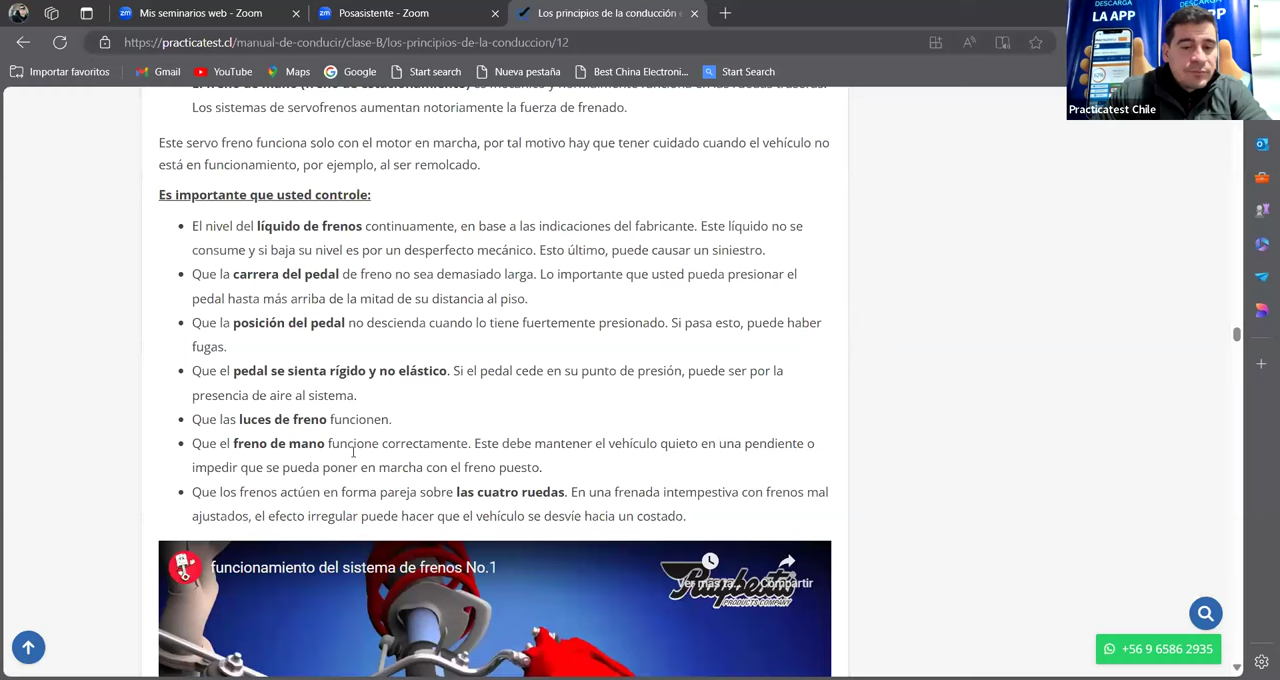 Mis seminarios web - Zoom
Posasistente - Zoom
Los principios de la conducción
https://practicatest.cl/manual-de-conducir/clase-B/los-principios-de-la-conduccion/12
Importar favoritos
Gmail
YouTube
Maps
Google
Start search
Nueva pestaña
Best China Electroni...
Start Search
DESCARGA
LA APP
DESCARGA
Practicatest Chile
Los sistemas de servofrenos aumentan notoriamente la fuerza de frenado.
Este servo freno funciona solo con el motor en marcha, por tal motivo hay que tener cuidado cuando el vehículo no
está en funcionamiento, por ejemplo, al ser remolcado.
Es importante que usted controle:
• El nivel del líquido de frenos continuamente, en base a las indicaciones del fabricante. Este líquido no se
consume y si baja su nivel es por un desperfecto mecánico. Esto último, puede causar un siniestro.
• Que la carrera del pedal de freno no sea demasiado larga. Lo importante que usted pueda presionar el
pedal hasta más arriba de la mitad de su distancia al piso.
• Que la posición del pedal no descienda cuando lo tiene fuertemente presionado. Si pasa esto, puede haber
fugas.
• Que el pedal se sienta rígido y no elástico. Si el pedal cede en su punto de presión, puede ser por la
presencia de aire al sistema.
• Que las luces de freno funcionen.
• Que el freno de mano funcione correctamente. Este debe mantener el vehículo quieto en una pendiente o
impedir que se pueda poner en marcha con el freno puesto.
• Que los frenos actúen en forma pareja sobre las cuatro ruedas. En una frenada intempestiva con frenos mal
ajustados, el efecto irregular puede hacer que el vehículo se desvíe hacia un costado.
funcionamiento del sistema de frenos No.1
Ver más ta...
Compartir
PRODUCTS COMPANY
+56 9 6586 2935